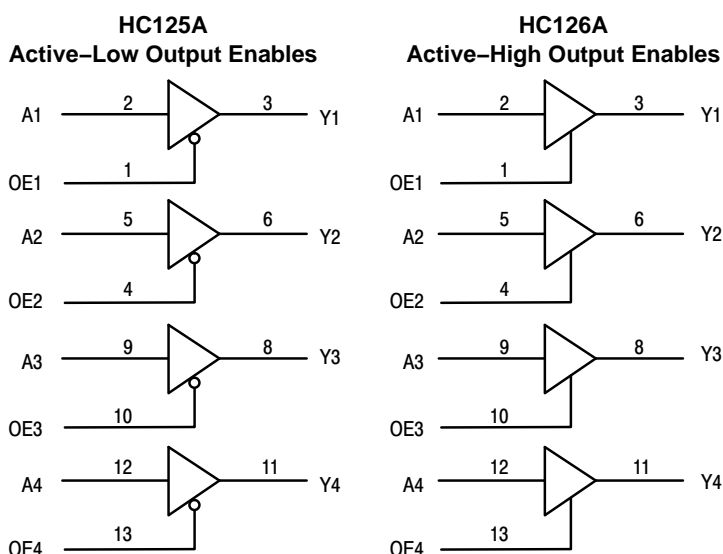 HC125A
Active–Low Output Enables
A1 2 3 Y1
OE1 1
A2 5 6 Y2
OE2 4
A3 9 8 Y3
OE3 10
A4 12 11 Y4
OE4 13
HC126A
Active–High Output Enables
A1 2 3 Y1
OE1 1
A2 5 6 Y2
OE2 4
A3 9 8 Y3
OE3 10
A4 12 11 Y4
OE4 13